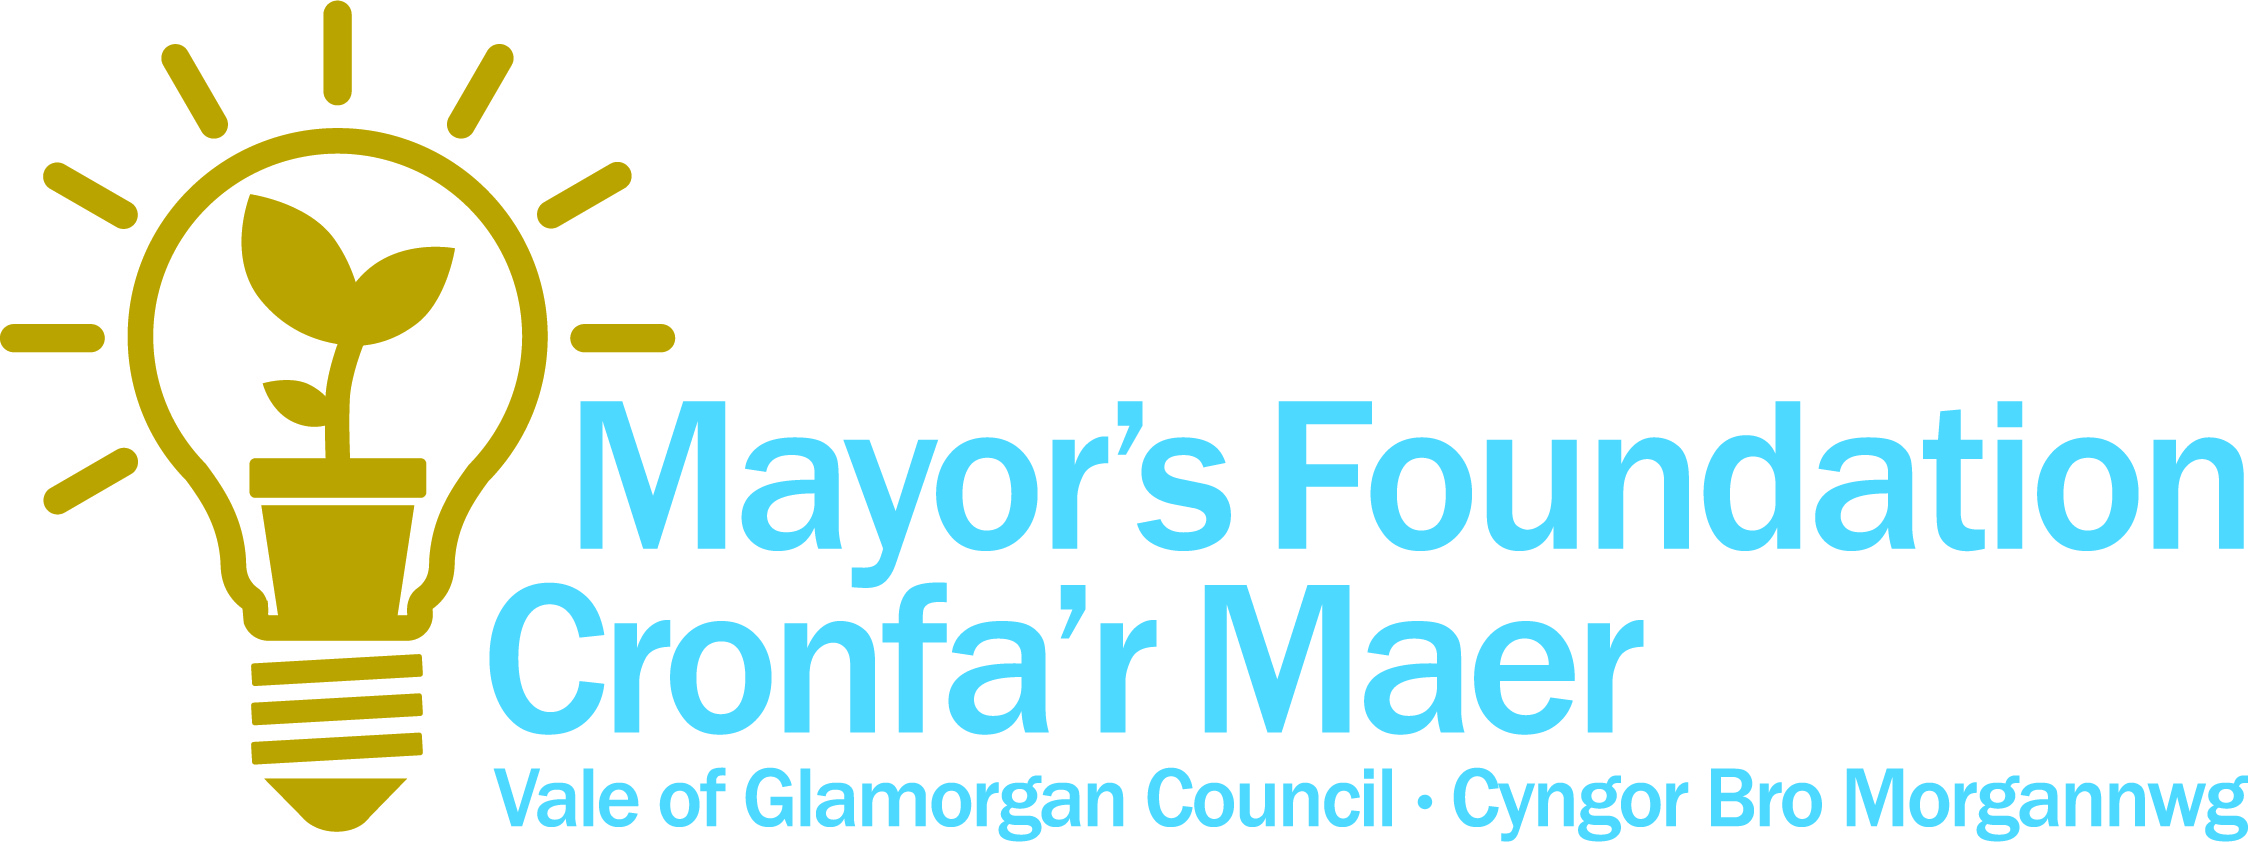 Mayor’s Foundation
Cronfa’r Maer
Vale of Glamorgan Council • Cyngor Bro Morgannwg